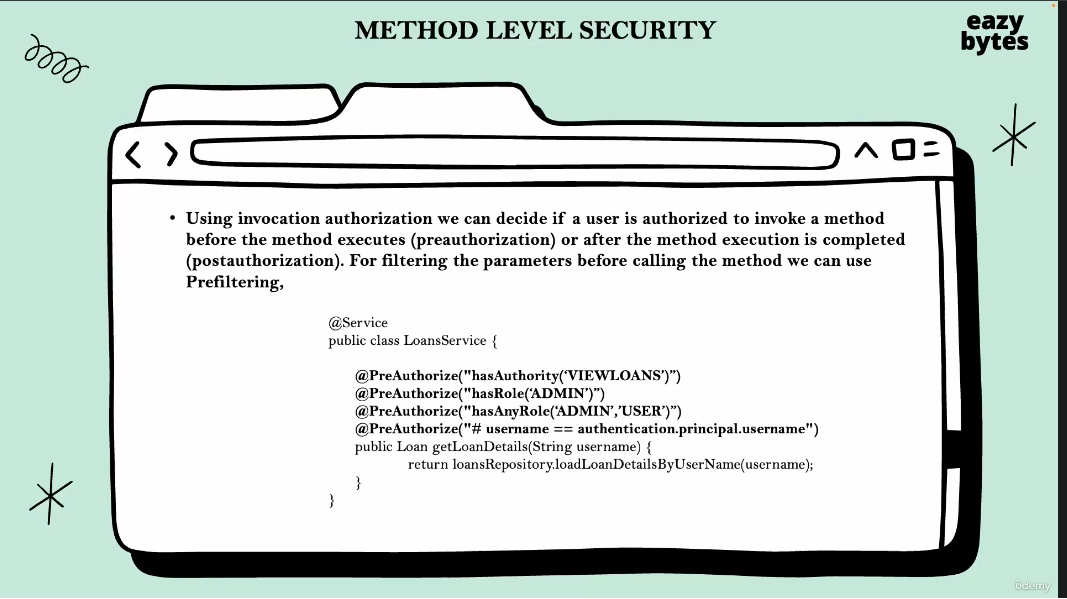 METHOD LEVEL SECURITY
eazy
bytes
• Using invocation authorization we can decide if a user is authorized to invoke a method
before the method executes (preauthorization) or after the method execution is completed
(postauthorization). For filtering the parameters before calling the method we can use
Prefiltering,
@Service
public class LoansService {
@PreAuthorize("hasAuthority(‘VIEWLOANS’)”)
@PreAuthorize("hasRole(‘ADMIN’)”)
@PreAuthorize("hasAnyRole(‘ADMIN’,’USER’)”)
@PreAuthorize("# username == authentication.principal.username")
public Loan getLoanDetails(String username) {
return loansRepository.loadLoanDetailsByUserName(username);
}
}
Udemy